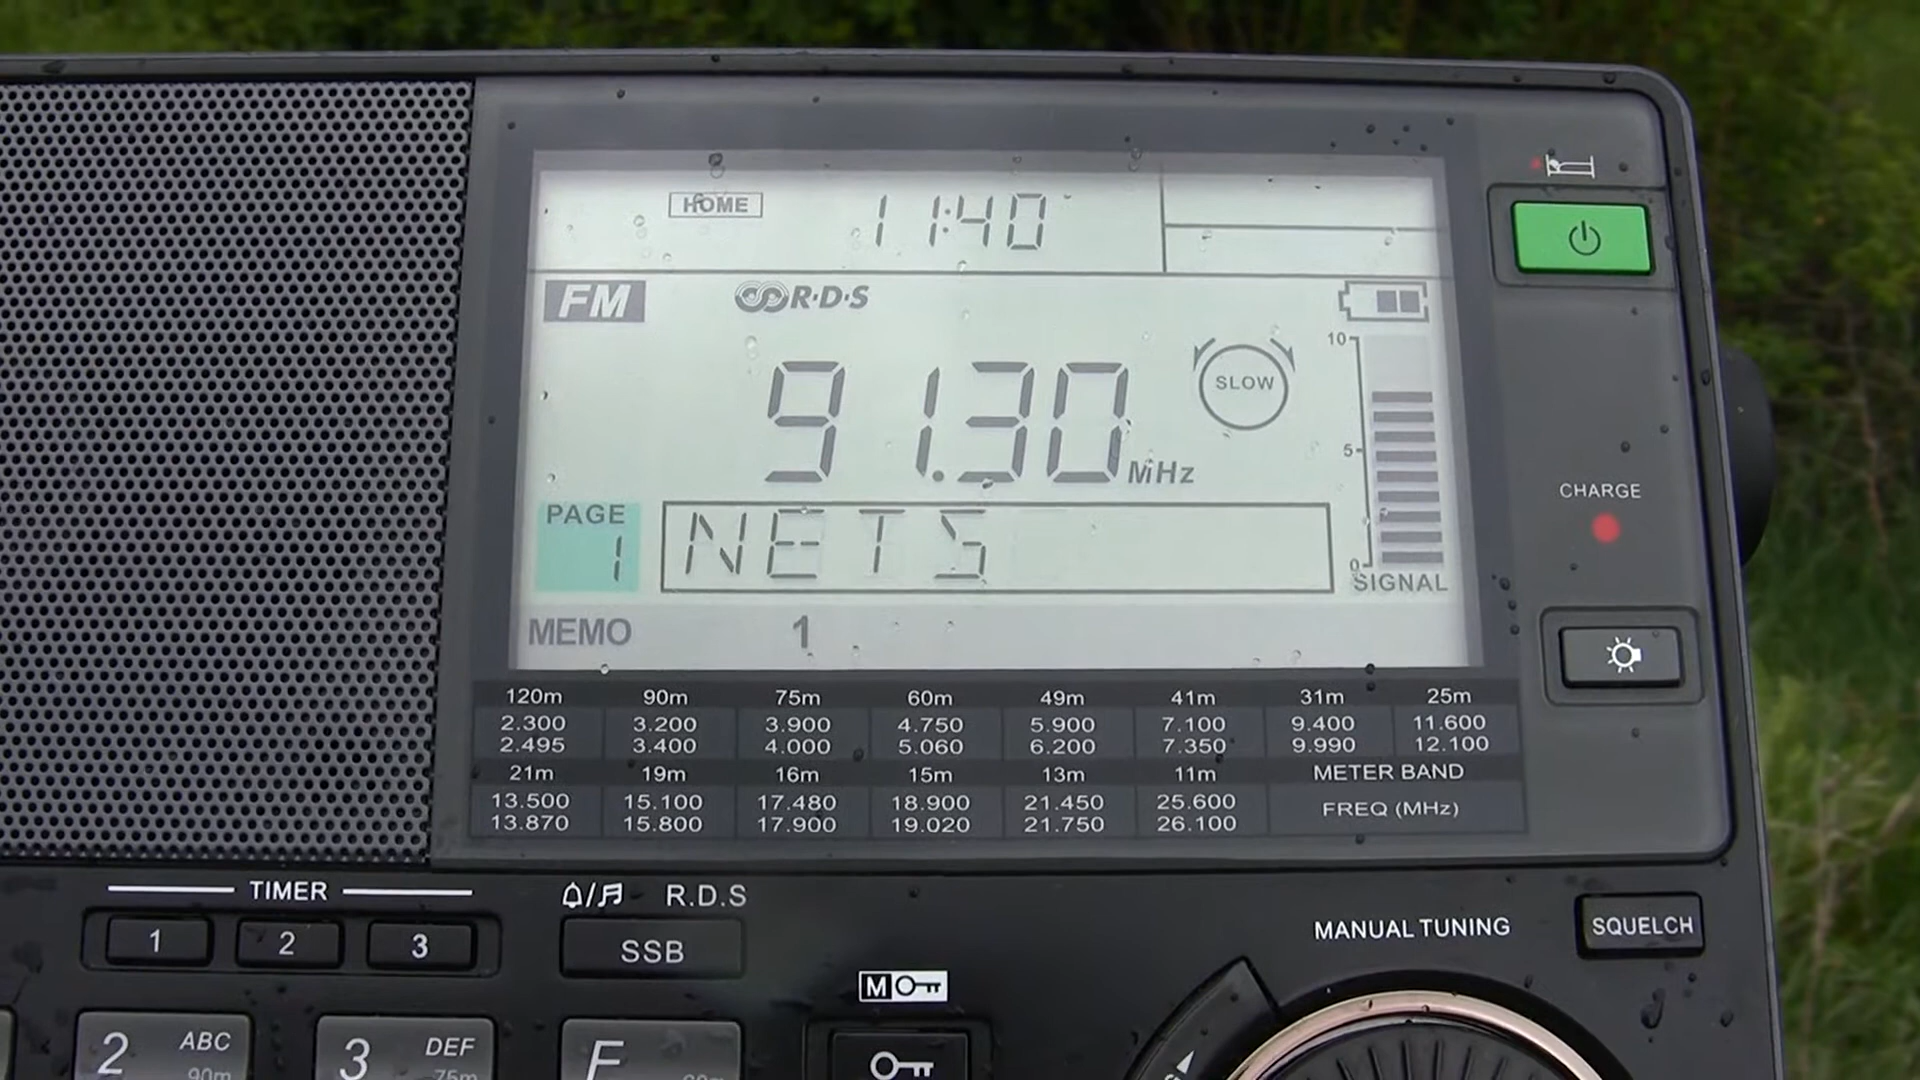 HOME 11:40
FM R·D·S
10
SLOW
91.30 MHz
5
PAGE
1
NETS
0
SIGNAL
MEMO 1
CHARGE
120m 90m 75m 60m 49m 41m 31m 25m
2.300 3.200 3.900 4.750 5.900 7.100 9.400 11.600
2.495 3.400 4.000 5.060 6.200 7.350 9.990 12.100
21m 19m 16m 15m 13m 11m METER BAND
13.500 15.100 17.480 18.900 21.450 25.600 FREQ (MHz)
13.870 15.800 17.900 19.020 21.750 26.100
TIMER
1 2 3
R.D.S
SSB
MANUAL TUNING
SQUELCH
M
2 ABC
90m
3 DEF
75m
F